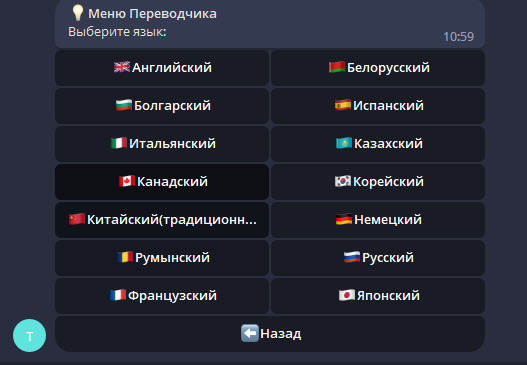 💡 Меню Переводчика
Выберите язык:
10:59
🇬🇧Английский
🇧🇾Белорусский
🇧🇬Болгарский
🇪🇸Испанский
🇮🇹Итальянский
🇰🇿Казахский
🇨🇦Канадский
🇰🇷Корейский
🇨🇳Китайский(традиционн...
🇩🇪Немецкий
🇷🇴Румынский
🇷🇺Русский
🇫🇷Французский
🇯🇵Японский
⬅️Назад
T